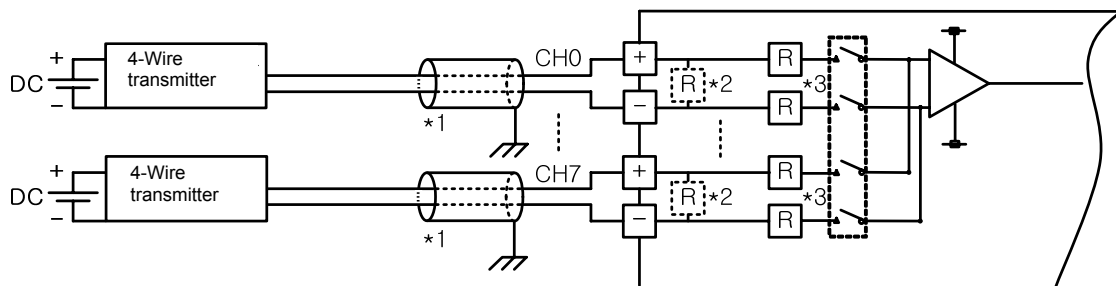 +
DC
−
4-Wire
transmitter
*1
CH0
+
−
R
*2
R
R
*3
+
DC
−
4-Wire
transmitter
*1
CH7
+
−
R
*2
R
R
*3